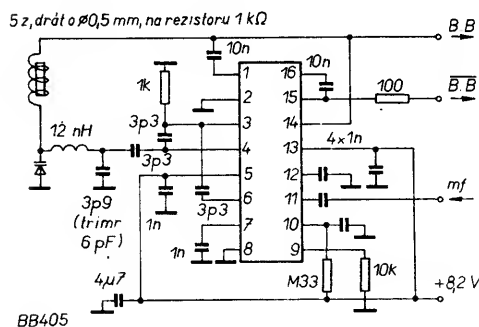 5 z, drát o ø0,5 mm, na rezistoru 1 kΩ
B.B
10n
10n
1
16
1k
2
15
100
B.B
3p3
3
14
12 nH
4
13
4×1n
3p3
5
12
3p9
(trimr
6 pF)
1n
3p3
6
11
mf
7
10
1n
8
9
4µ7
M33
10k
+8,2 V
BB405